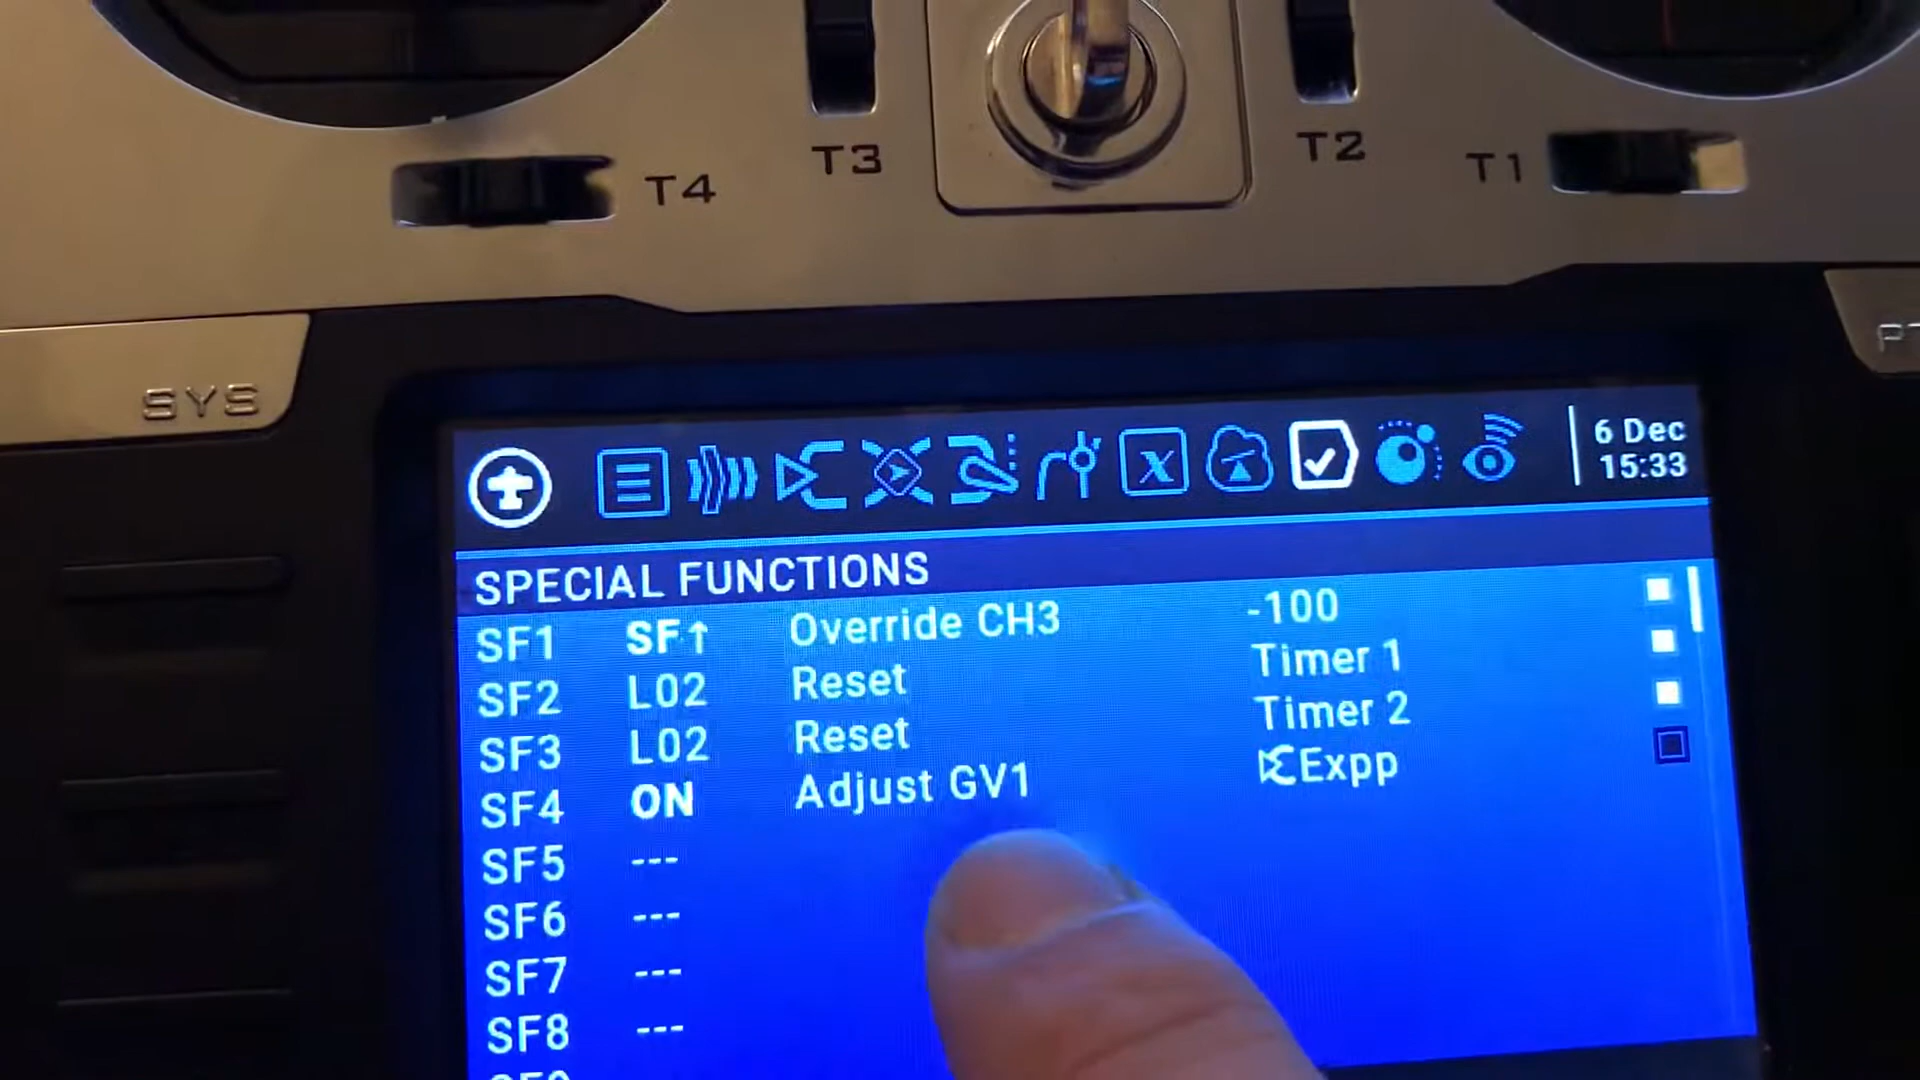 T4
T3
T2
T1
SYS
6 Dec
15:33
SPECIAL FUNCTIONS
SF1 SF↑ Override CH3 -100
SF2 L02 Reset Timer 1
SF3 L02 Reset Timer 2
SF4 ON Adjust GV1 Expp
SF5 ---
SF6 ---
SF7 ---
SF8 ---